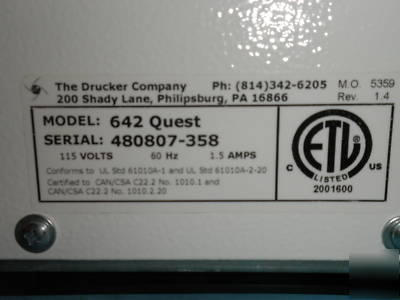 The Drucker Company Ph: (814)342-6205 M.O. 5359
200 Shady Lane, Philipsburg, PA 16866 Rev. 1.4
MODEL: 642 Quest
SERIAL: 480807-358
115 VOLTS 60 Hz 1.5 AMPS
Conforms to UL Std 61010A-1 and UL Std 61010A-2-20
Certified to CAN/CSA C22.2 No. 1010.1 and
CAN/CSA C22.2 No. 1010.2.20
ETL
C US
LISTED
2001600